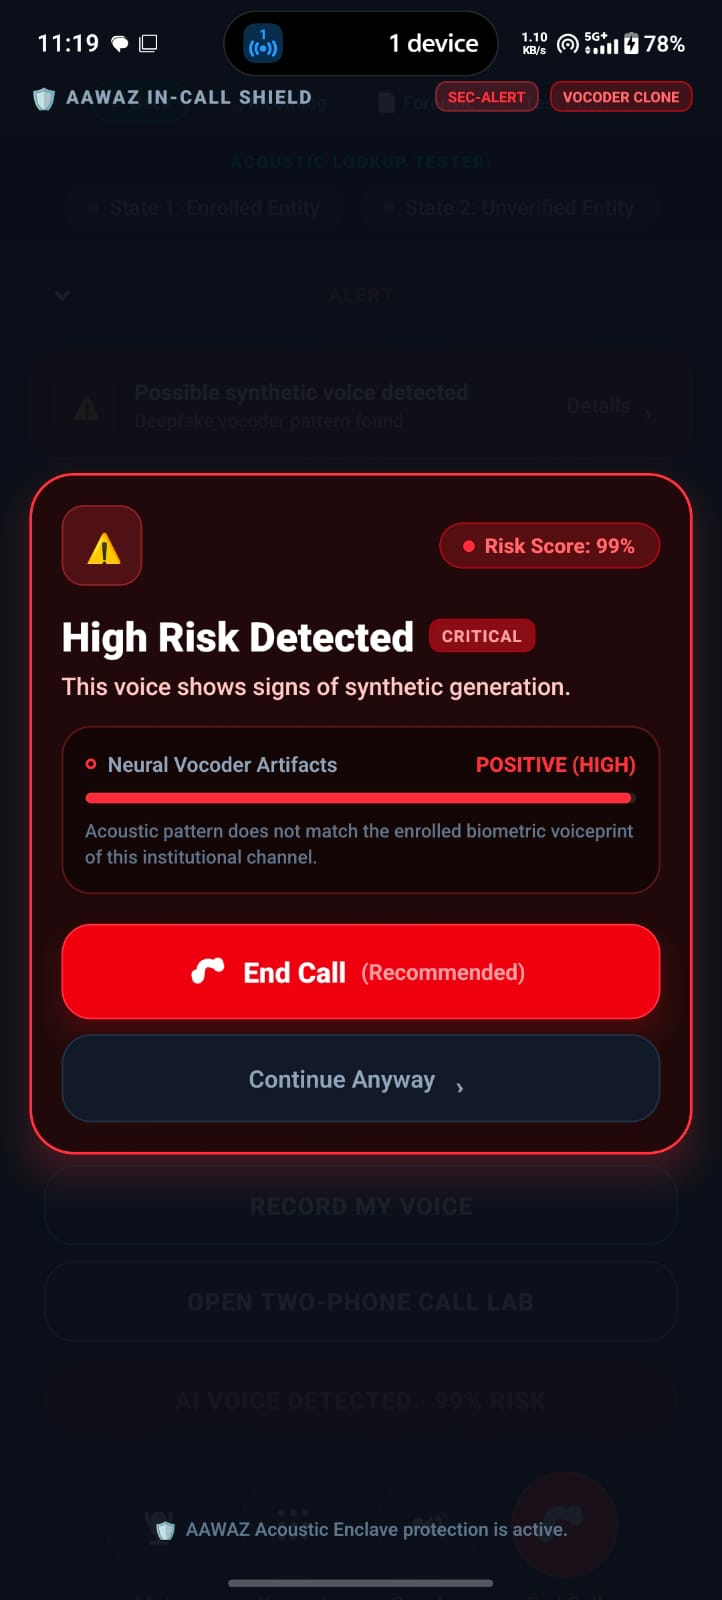 11:19
1
1 device
1.10
KB/s
5G+
78%
AAWAZ IN-CALL SHIELD
SEC-ALERT
VOCODER CLONE
ACOUSTIC LOOKUP TESTER:
State 1: Enrolled Entity
State 2: Unverified Entity
ALERT
Possible synthetic voice detected
Deepfake vocoder pattern found
Details ›
Risk Score: 99%
High Risk Detected
CRITICAL
This voice shows signs of synthetic generation.
Neural Vocoder Artifacts
POSITIVE (HIGH)
Acoustic pattern does not match the enrolled biometric voiceprint
of this institutional channel.
End Call (Recommended)
Continue Anyway ›
RECORD MY VOICE
OPEN TWO-PHONE CALL LAB
AI VOICE DETECTED · 99% RISK
AAWAZ Acoustic Enclave protection is active.